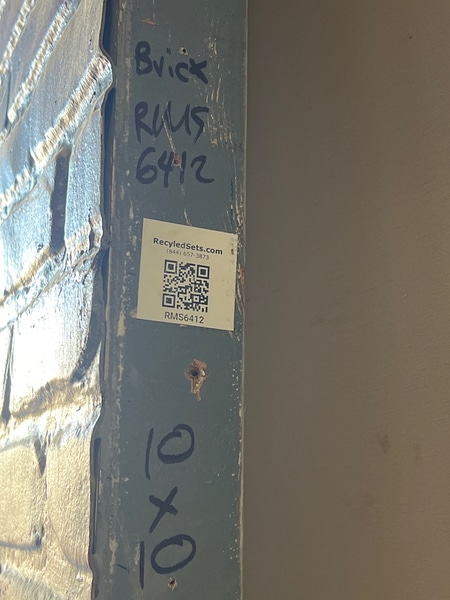 Brick
RMS
6412
RecyledSets.com
(844) 657-3873
RMS6412
10
x
10